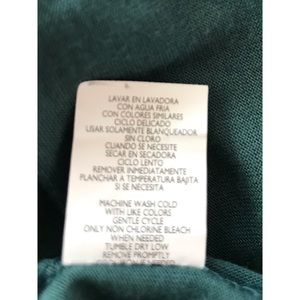 LAVAR EN LAVADORA
CON AGUA FRIA
CON COLORES SIMILARES
CICLO DELICADO
USAR SOLAMENTE BLANQUEADOR
SIN CLORO
CUANDO SE NECESITE
SECAR EN SECADORA
CICLO LENTO
REMOVER INMEDIATAMENTE
PLANCHAR A TEMPERATURA BAJITA
SI SE NECESITA
MACHINE WASH COLD
WITH LIKE COLORS
GENTLE CYCLE
ONLY NON CHLORINE BLEACH
WHEN NEEDED
TUMBLE DRY LOW
REMOVE PROMPTLY